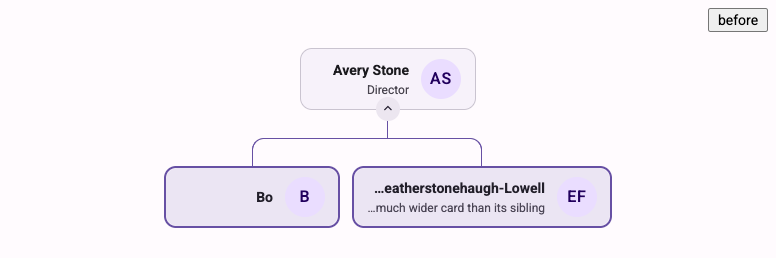 before
Avery Stone
AS
Director
Bo
B
…eatherstonehaugh-Lowell
EF
…much wider card than its sibling